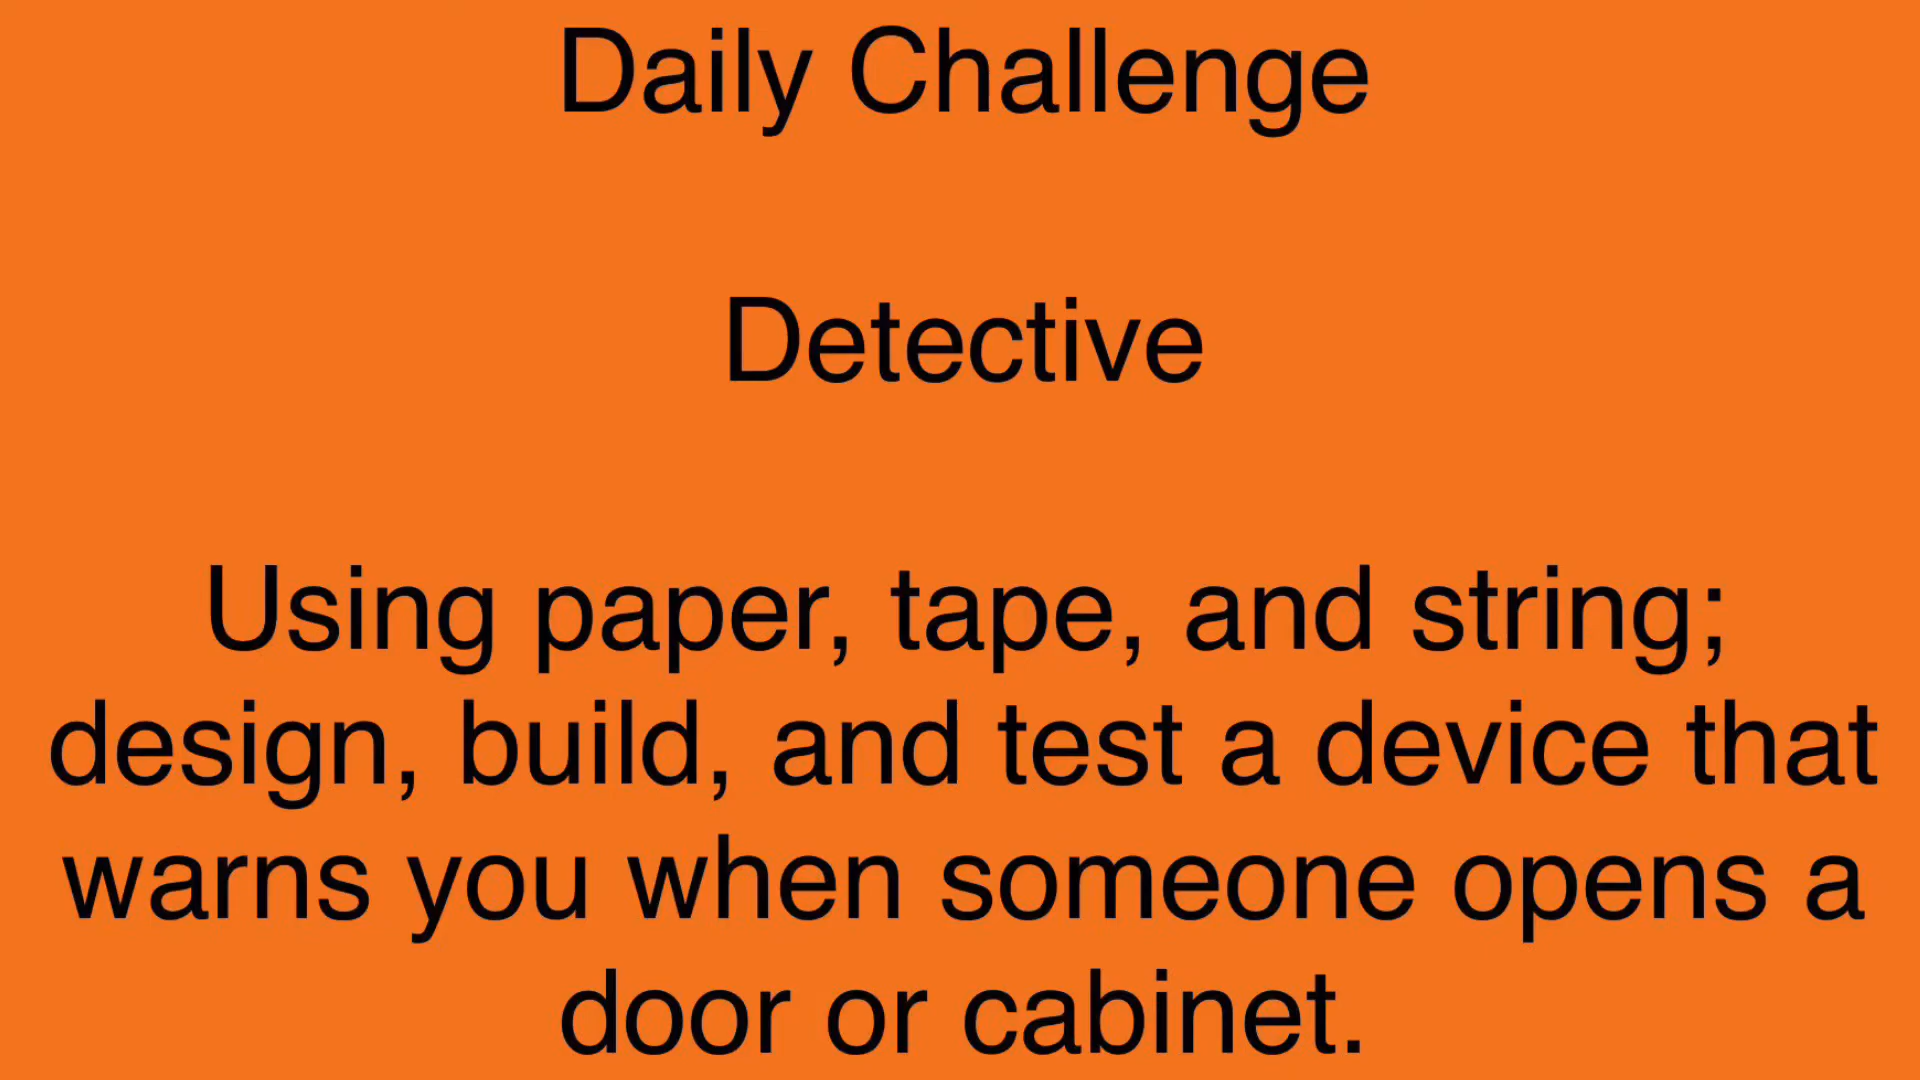 Daily Challenge
Detective
Using paper, tape, and string;
design, build, and test a device that
warns you when someone opens a
door or cabinet.